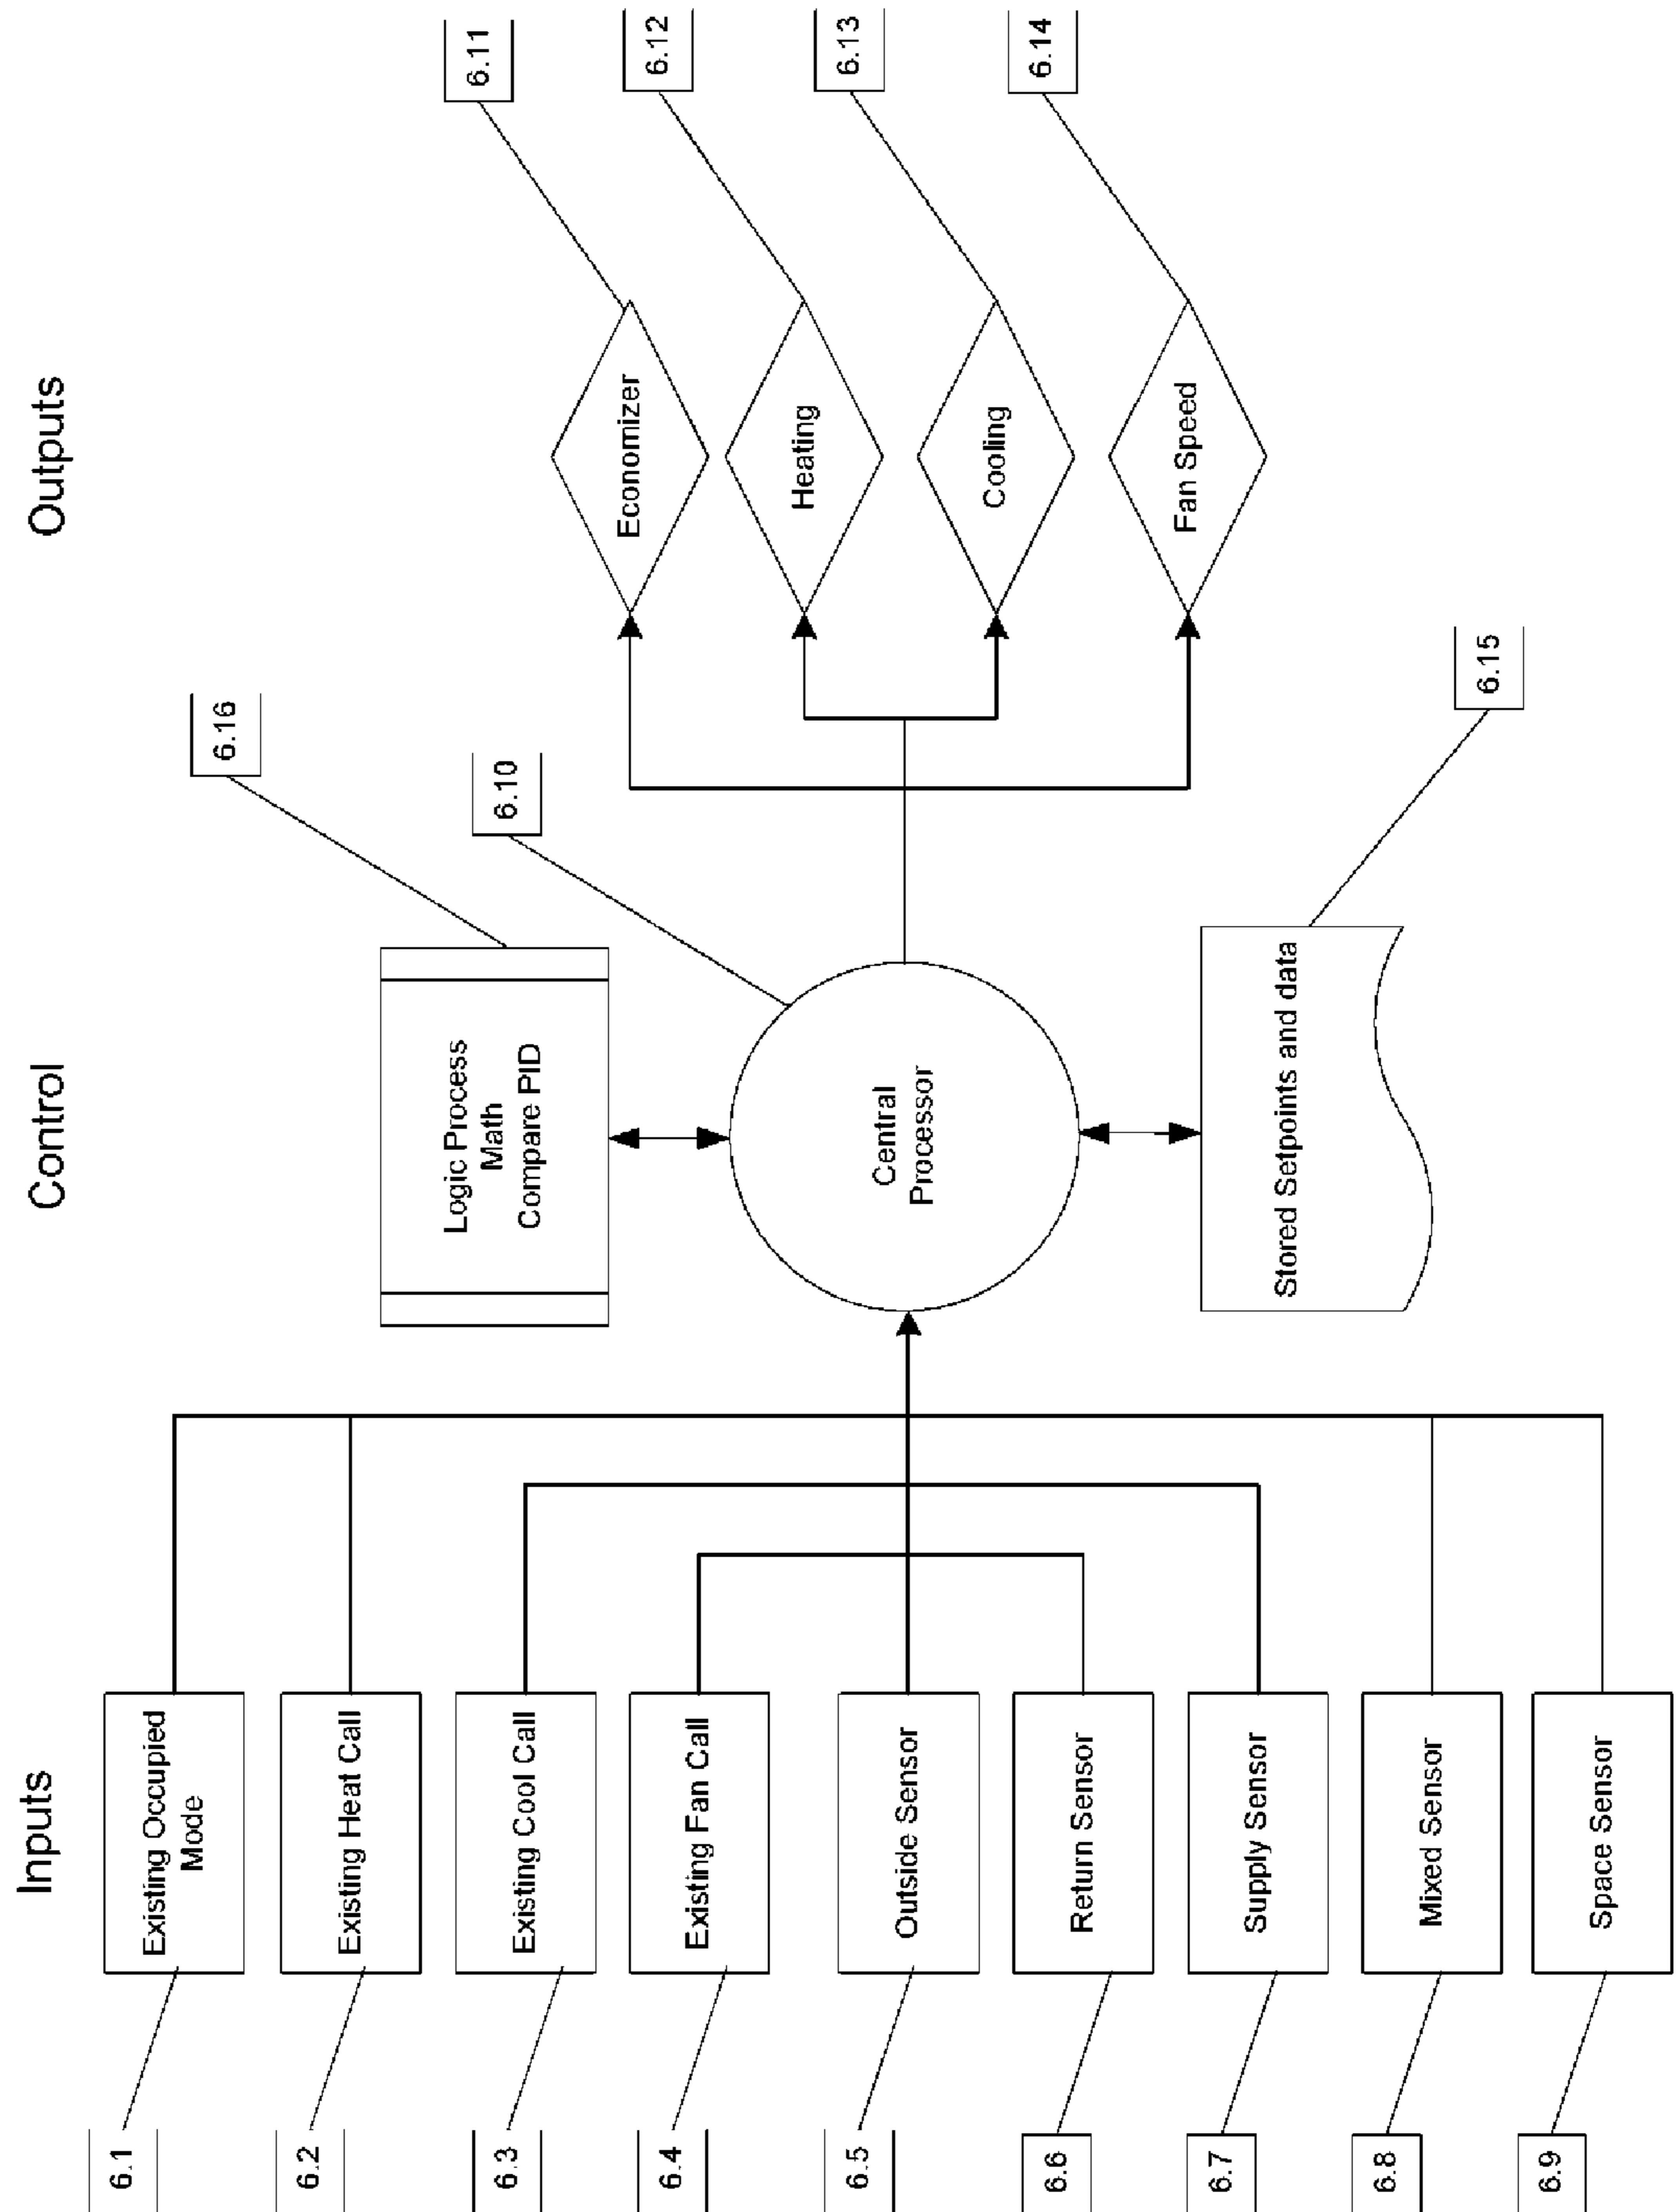 Inputs
Control
Outputs
6.1
Existing Occupied
Mode
6.2
Existing Heat Call
6.3
Existing Cool Call
6.4
Existing Fan Call
6.5
Outside Sensor
6.6
Return Sensor
6.7
Supply Sensor
6.8
Mixed Sensor
6.9
Space Sensor
6.16
Logic Process
Math
Compare PID
6.10
Central
Processor
6.15
Stored Setpoints and data
6.11
Economizer
6.12
Heating
6.13
Cooling
6.14
Fan Speed